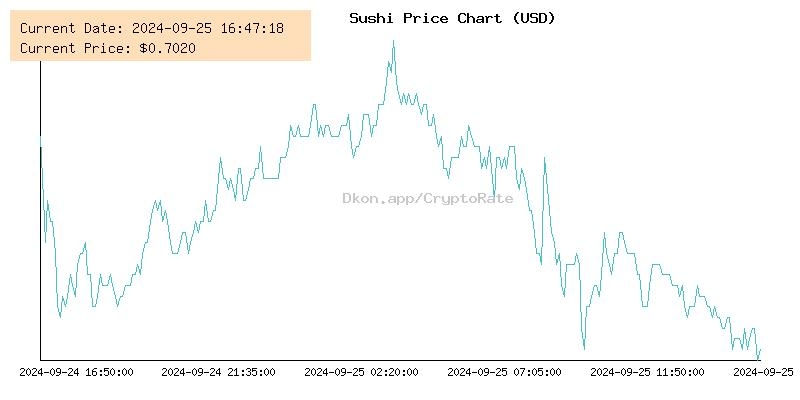 Sushi Price Chart (USD)
Current Date: 2024-09-25 16:47:18
Current Price: $0.7020
Dkon.app/CryptoRate
2024-09-24 16:50:00 2024-09-24 21:35:00 2024-09-25 02:20:00 2024-09-25 07:05:00 2024-09-25 11:50:00 2024-09-25